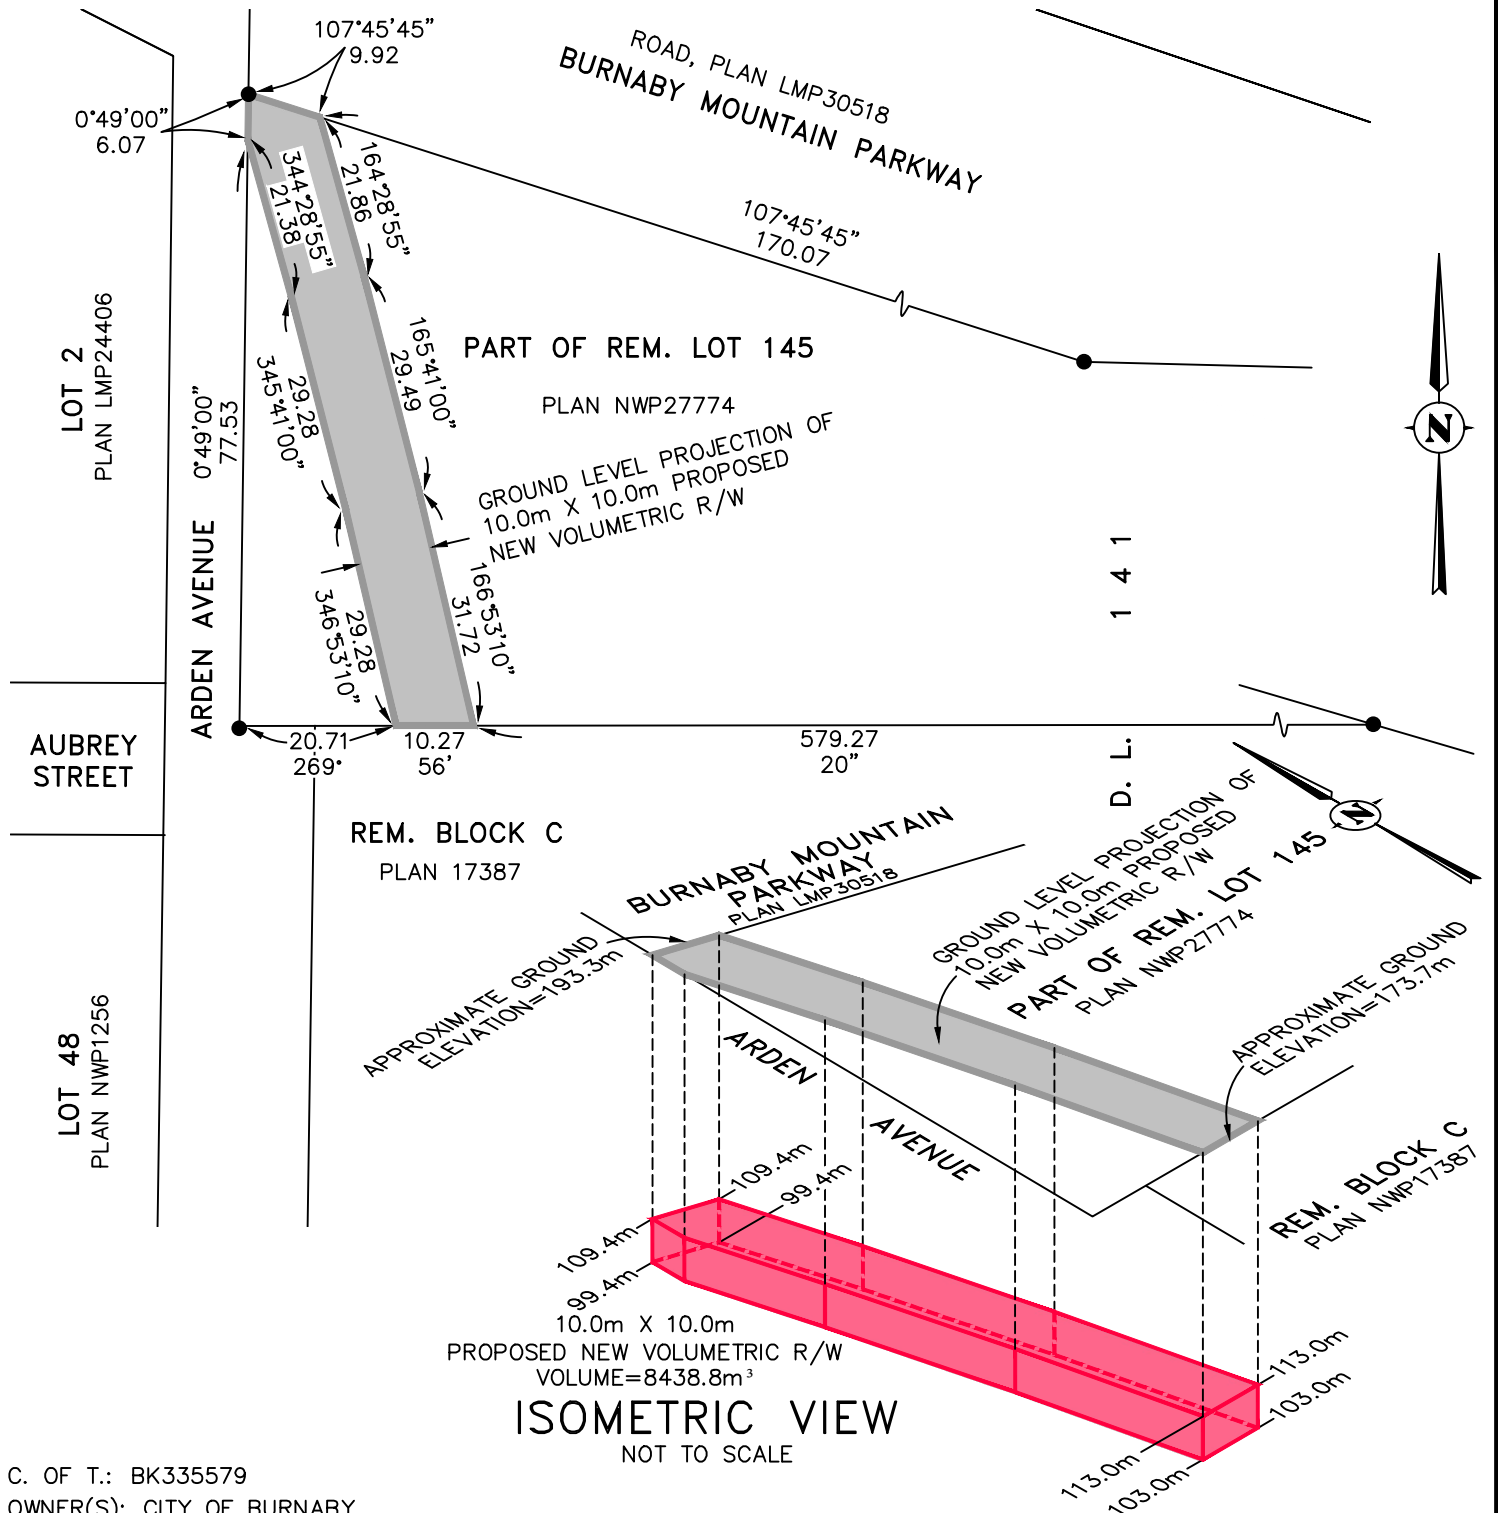 107°45'45"
9.92
ROAD, PLAN LMP30518
BURNABY MOUNTAIN PARKWAY
0°49'00"
6.07
344°28'55"
21.38
164°28'55"
21.86
107°45'45"
170.07
LOT 2
PLAN LMP24406
0°49'00"
77.53
ARDEN AVENUE
29.28
345°41'00"
165°41'00"
29.49
PART OF REM. LOT 145
PLAN NWP27774
GROUND LEVEL PROJECTION OF
10.0m X 10.0m PROPOSED
NEW VOLUMETRIC R/W
N
29.28
346°53'10"
166°53'10"
31.72
D. L. 1 4 1
AUBREY
STREET
20.71
269°
10.27
56'
579.27
20"
REM. BLOCK C
PLAN 17387
LOT 48
PLAN NWP1256
BURNABY MOUNTAIN
PARKWAY
PLAN LMP30518
GROUND LEVEL PROJECTION OF
10.0m X 10.0m PROPOSED
NEW VOLUMETRIC R/W
PART OF REM. LOT 145
PLAN NWP27774
N
APPROXIMATE GROUND
ELEVATION=193.3m
APPROXIMATE GROUND
ELEVATION=173.7m
ARDEN AVENUE
REM. BLOCK C
PLAN NWP17387
109.4m
99.4m
109.4m
99.4m
113.0m
103.0m
113.0m
103.0m
10.0m X 10.0m
PROPOSED NEW VOLUMETRIC R/W
VOLUME=8438.8m³
ISOMETRIC VIEW
NOT TO SCALE
C. OF T.: BK335579
OWNER(S): CITY OF BURNABY